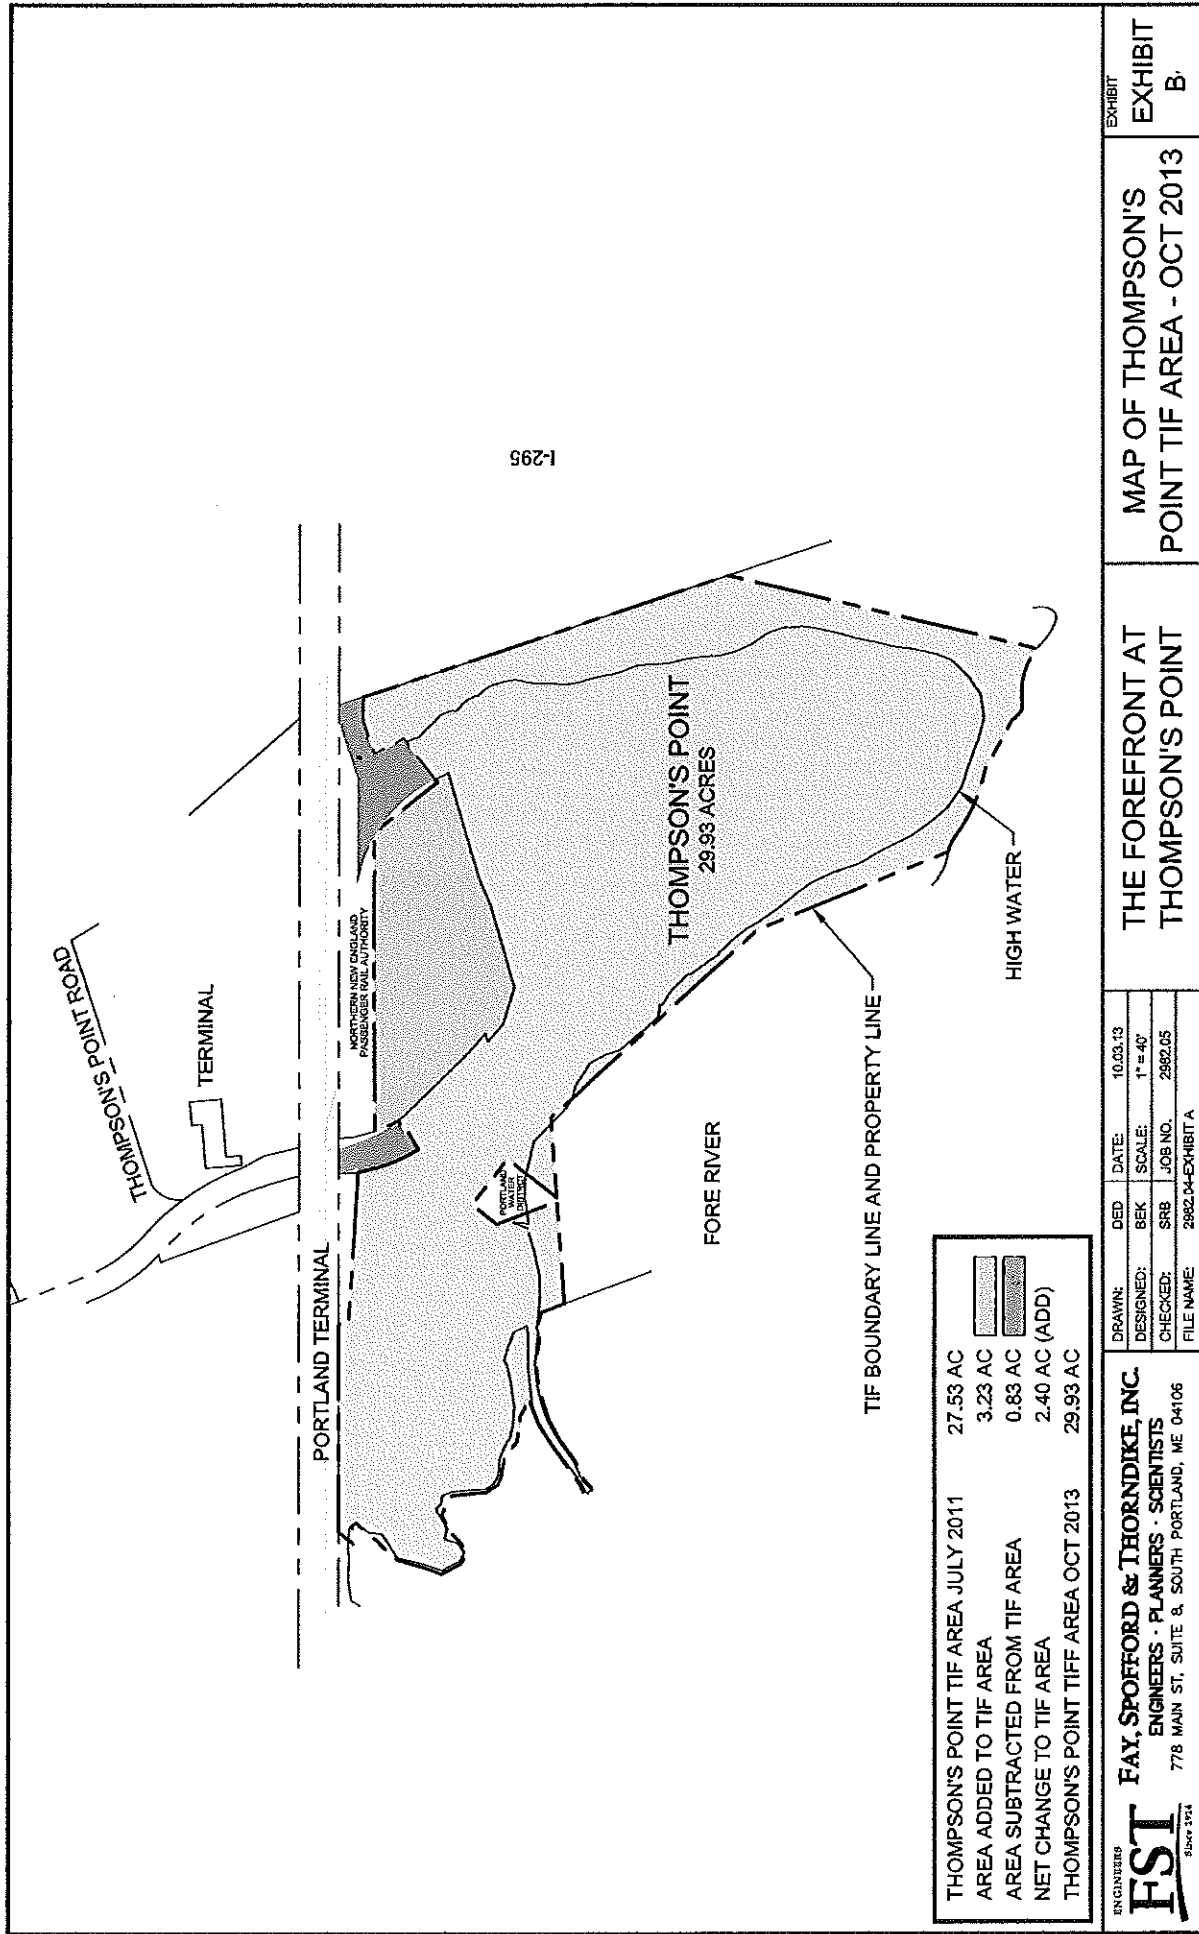 I-295
THOMPSON'S POINT ROAD
TERMINAL
PORTLAND TERMINAL
NORTHERN NEW ENGLAND
PASSENGER RAIL AUTHORITY
THOMPSON'S POINT
29.93 ACRES
PORTLAND
WATER
DISTRICT
FORE RIVER
HIGH WATER
TIF BOUNDARY LINE AND PROPERTY LINE
THOMPSON'S POINT TIF AREA JULY 2011 27.53 AC
AREA ADDED TO TIF AREA 3.23 AC
AREA SUBTRACTED FROM TIF AREA 0.83 AC
NET CHANGE TO TIF AREA 2.40 AC (ADD)
THOMPSON'S POINT TIFF AREA OCT 2013 29.93 AC
ENGINEERS
FST
Since 1914
FAY, SPOFFORD & THORNDIKE, INC.
ENGINEERS · PLANNERS · SCIENTISTS
778 MAIN ST, SUITE 8, SOUTH PORTLAND, ME 04106
DRAWN: DED DATE: 10.03.13
DESIGNED: BEK SCALE: 1" = 40'
CHECKED: SRB JOB NO. 2982.05
FILE NAME: 2982.04-EXHIBIT A
THE FOREFRONT AT
THOMPSON'S POINT
MAP OF THOMPSON'S
POINT TIF AREA - OCT 2013
EXHIBIT
EXHIBIT
B